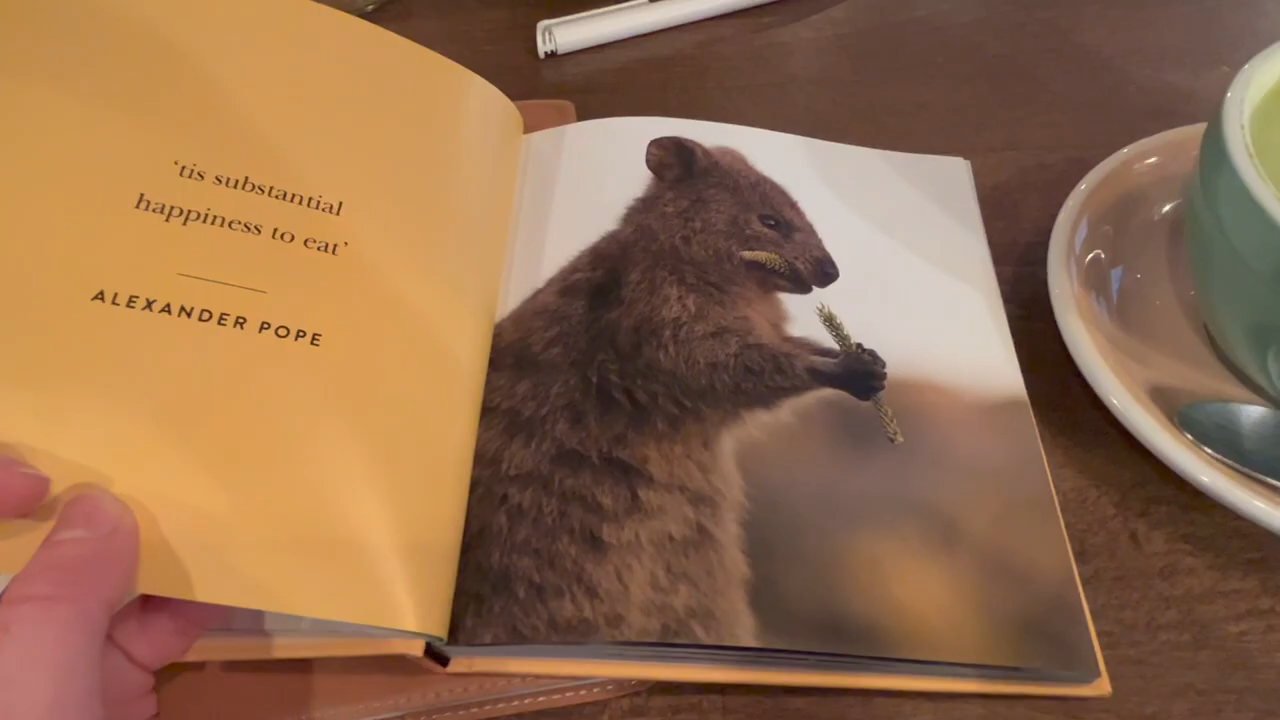 ‘tis substantial
happiness to eat’
ALEXANDER POPE